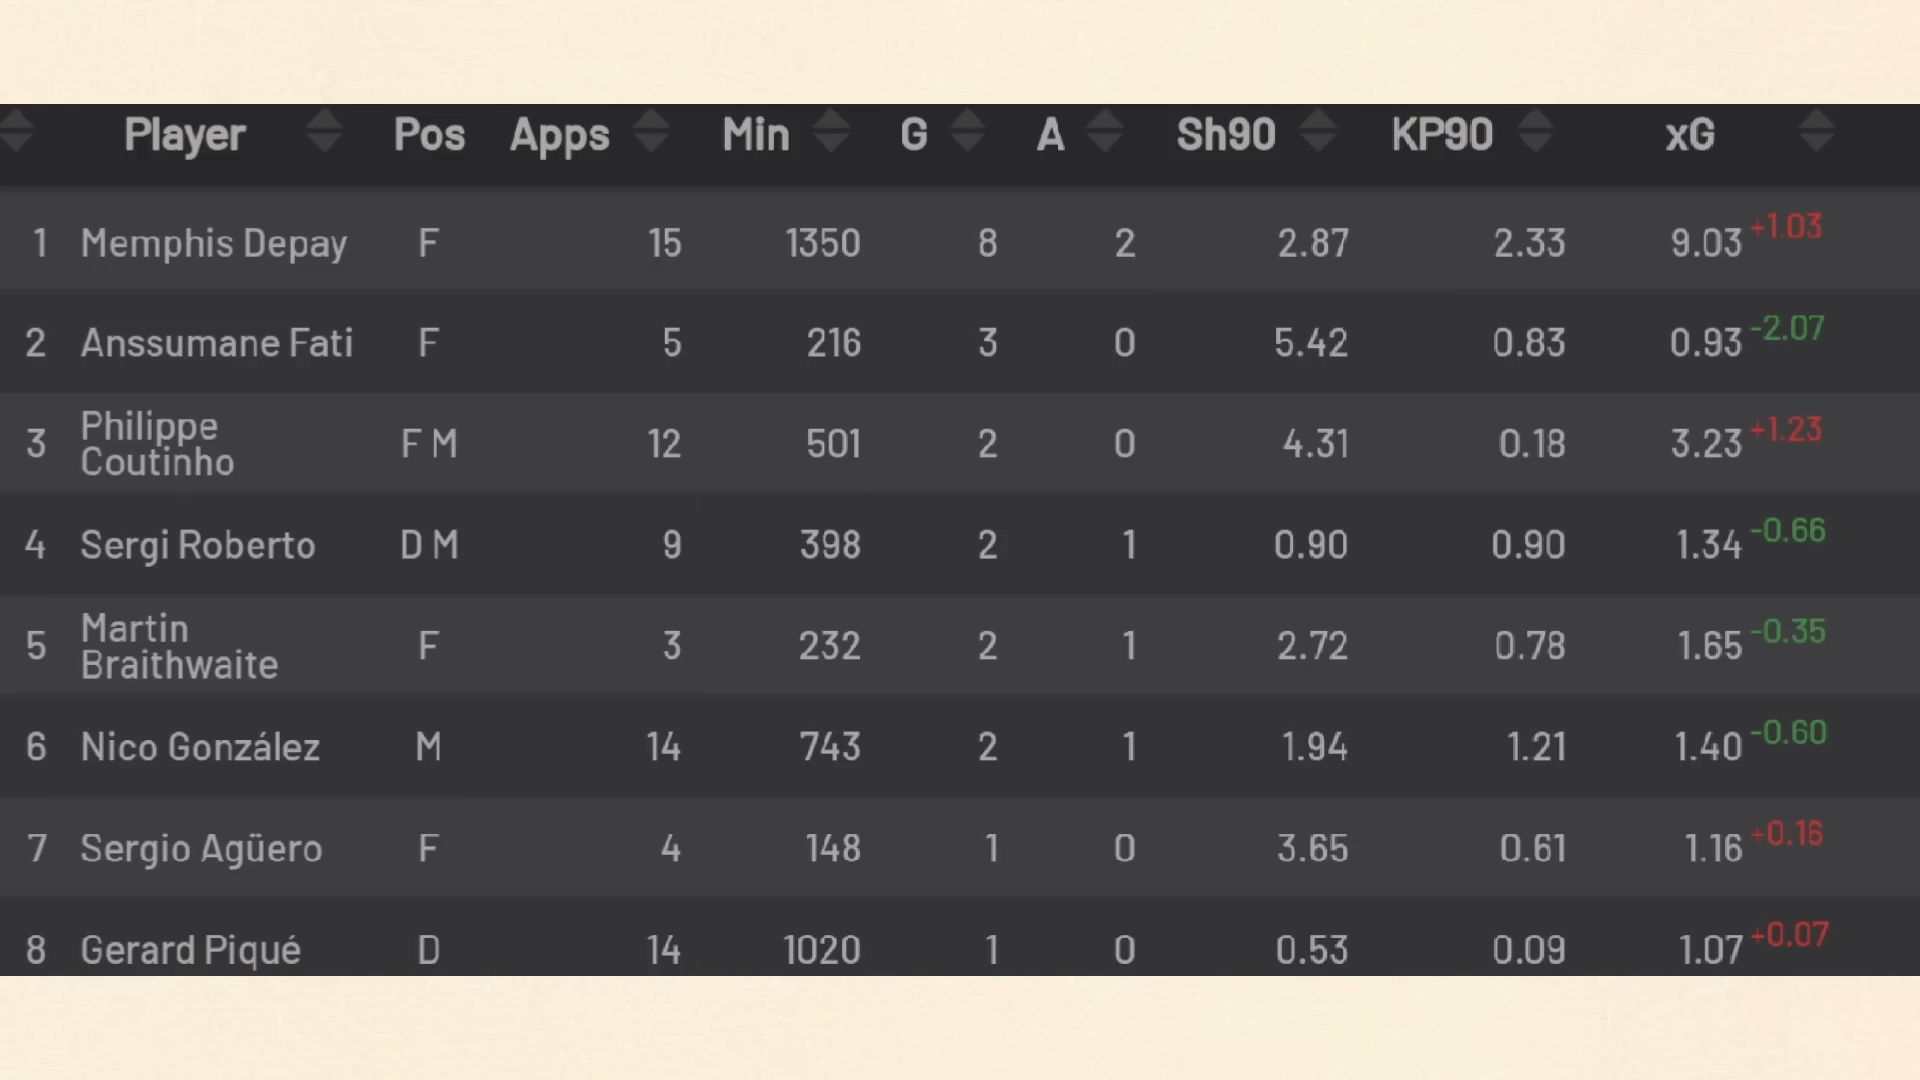 Player Pos Apps Min G A Sh90 KP90 xG
1 Memphis Depay F 15 1350 8 2 2.87 2.33 9.03 +1.03
2 Anssumane Fati F 5 216 3 0 5.42 0.83 0.93 -2.07
3 Philippe Coutinho F M 12 501 2 0 4.31 0.18 3.23 +1.23
4 Sergi Roberto D M 9 398 2 1 0.90 0.90 1.34 -0.66
5 Martin Braithwaite F 3 232 2 1 2.72 0.78 1.65 -0.35
6 Nico González M 14 743 2 1 1.94 1.21 1.40 -0.60
7 Sergio Agüero F 4 148 1 0 3.65 0.61 1.16 +0.16
8 Gerard Piqué D 14 1020 1 0 0.53 0.09 1.07 +0.07